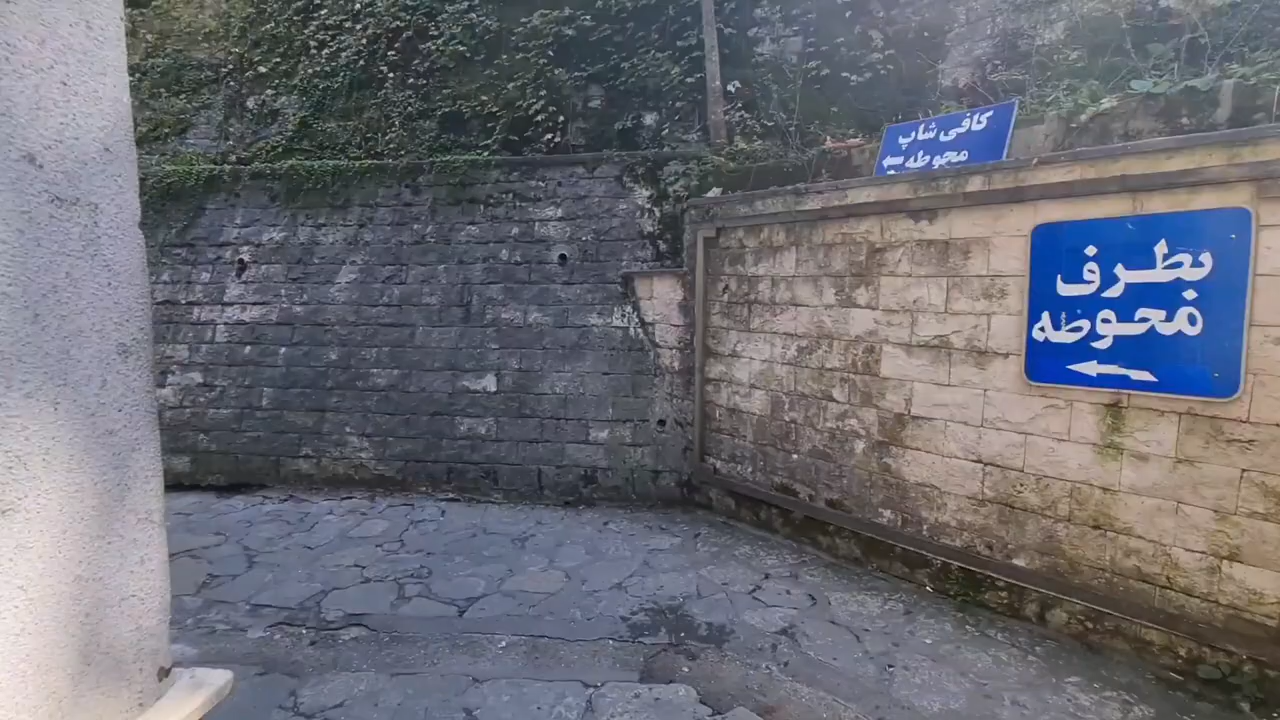 کافی شاپ
محوطه
بطرف
محوطه